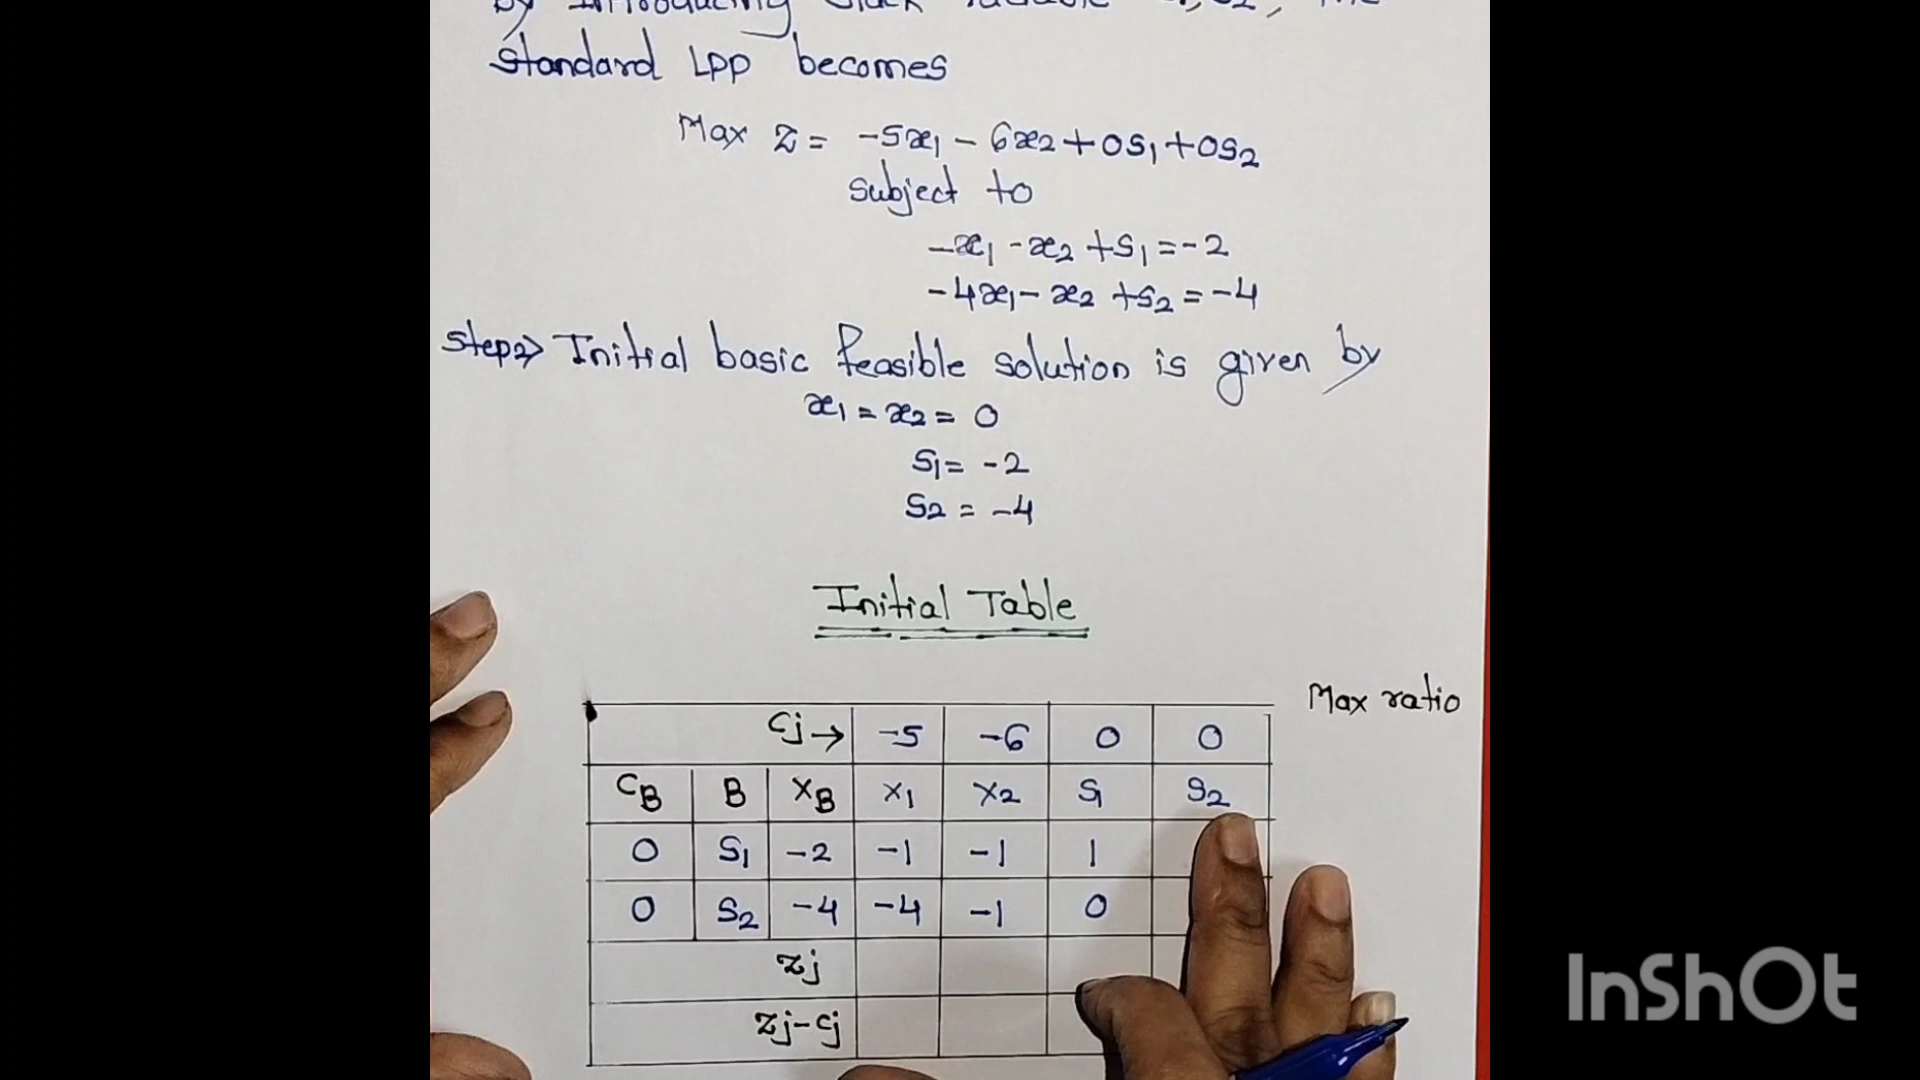 standard LPP becomes
Max Z = -5x1 - 6x2 + 0s1 + 0s2
subject to
-x1 - x2 + s1 = -2
-4x1 - x2 + s2 = -4
Step2> Initial basic feasible solution is given by
x1 = x2 = 0
S1 = -2
S2 = -4
Initial Table
Max ratio
Cj→ -5 -6 0 0
CB B XB X1 X2 S1 S2
0 S1 -2 -1 -1 1
0 S2 -4 -4 -1 0
Zj
Zj-Cj
InShOt